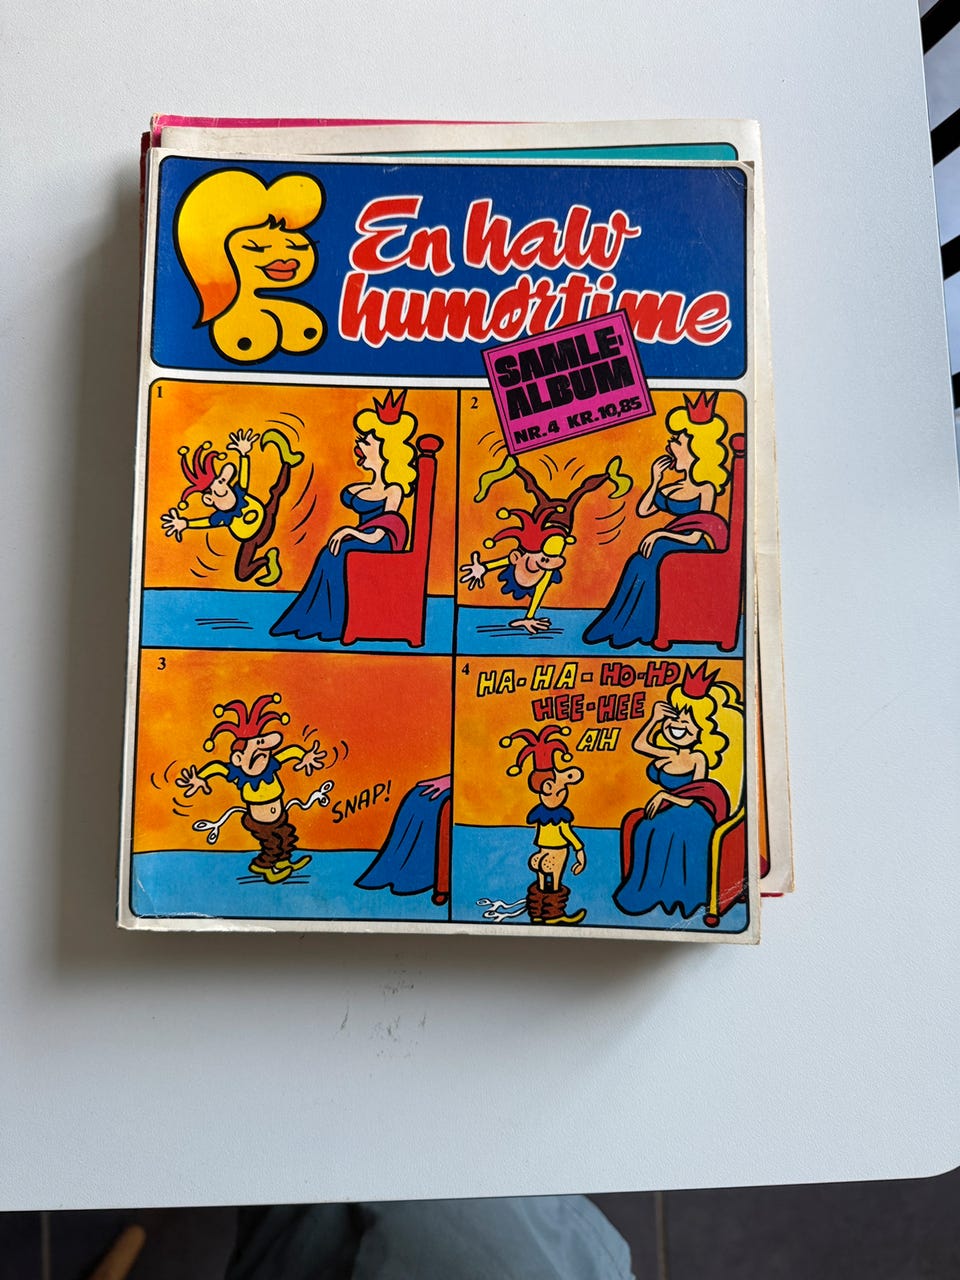 En halv
humørtime
SAMLE-
ALBUM
NR.4 KR.10,85
1
2
3
SNAP!
4
HA-HA-HO-HO
HEE-HEE
AH